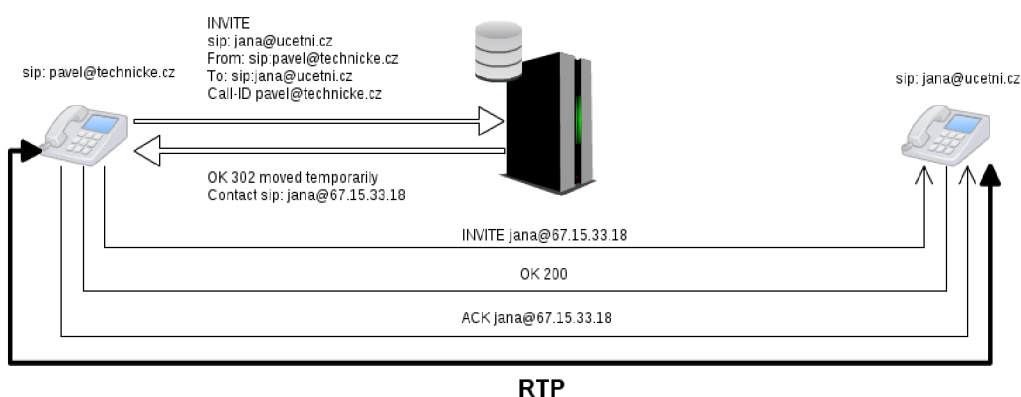 INVITE
sip: jana@ucetni.cz
From: sip:pavel@technicke.cz
To: sip:jana@ucetni.cz
Call-ID pavel@technicke.cz
sip: pavel@technicke.cz
sip: jana@ucetni.cz
OK 302 moved temporarily
Contact sip: jana@67.15.33.18
INVITE jana@67.15.33.18
OK 200
ACK jana@67.15.33.18
RTP